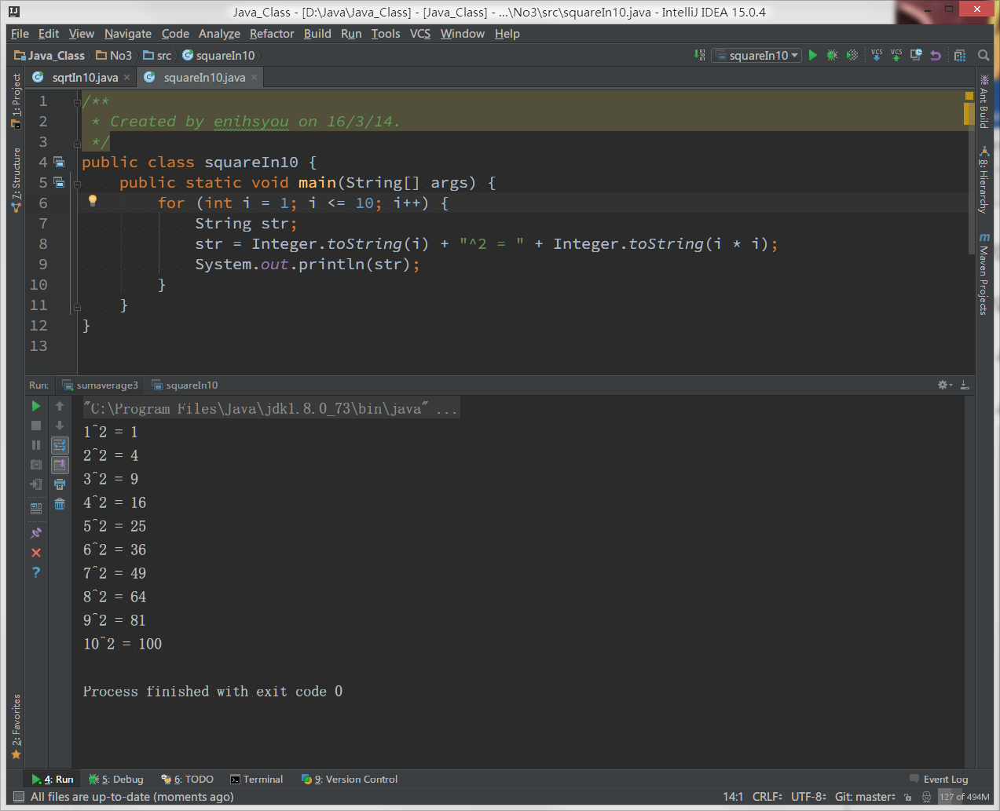 Java_Class - [D:\Java\Java_Class] - [Java_Class] - ...\No3\src\squareIn10.java - IntelliJ IDEA 15.0.4
File Edit View Navigate Code Analyze Refactor Build Run Tools VCS Window Help
Java_Class No3 src squareIn10 squareIn10 VCS VCS
sqrtIn10.java squareIn10.java
1: Project
7: Structure
2: Favorites
1 /**
2 * Created by enihsyou on 16/3/14.
3 */
4 public class squareIn10 {
5 public static void main(String[] args) {
6 for (int i = 1; i <= 10; i++) {
7 String str;
8 str = Integer.toString(i) + "^2 = " + Integer.toString(i * i);
9 System.out.println(str);
10 }
11 }
12 }
13
Ant Build
8: Hierarchy
m Maven Projects
Run: sumaverage3 squareIn10
"C:\Program Files\Java\jdk1.8.0_73\bin\java" ...
1^2 = 1
2^2 = 4
3^2 = 9
4^2 = 16
5^2 = 25
6^2 = 36
7^2 = 49
8^2 = 64
9^2 = 81
10^2 = 100
Process finished with exit code 0
4: Run 5: Debug 6: TODO Terminal 9: Version Control Event Log
All files are up-to-date (moments ago) 14:1 CRLF UTF-8 Git: master 127 of 494M